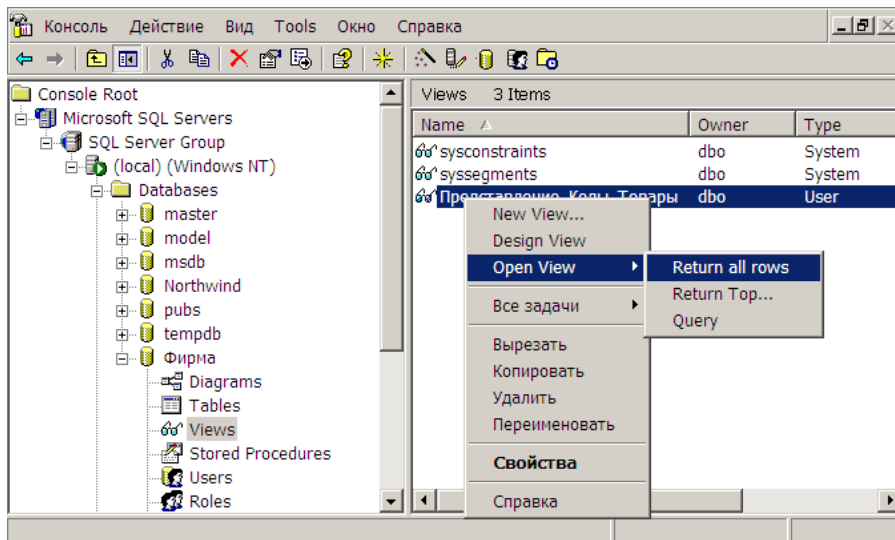 Консоль Действие Вид Tools Окно Справка
Console Root
Microsoft SQL Servers
SQL Server Group
(local) (Windows NT)
Databases
master
model
msdb
Northwind
pubs
tempdb
Фирма
Diagrams
Tables
Views
Stored Procedures
Users
Roles
Views 3 Items
Name Owner Type
sysconstraints dbo System
syssegments dbo System
Представление_Коды_Товары dbo User
New View...
Design View
Open View
Все задачи
Вырезать
Копировать
Удалить
Переименовать
Свойства
Справка
Return all rows
Return Top...
Query